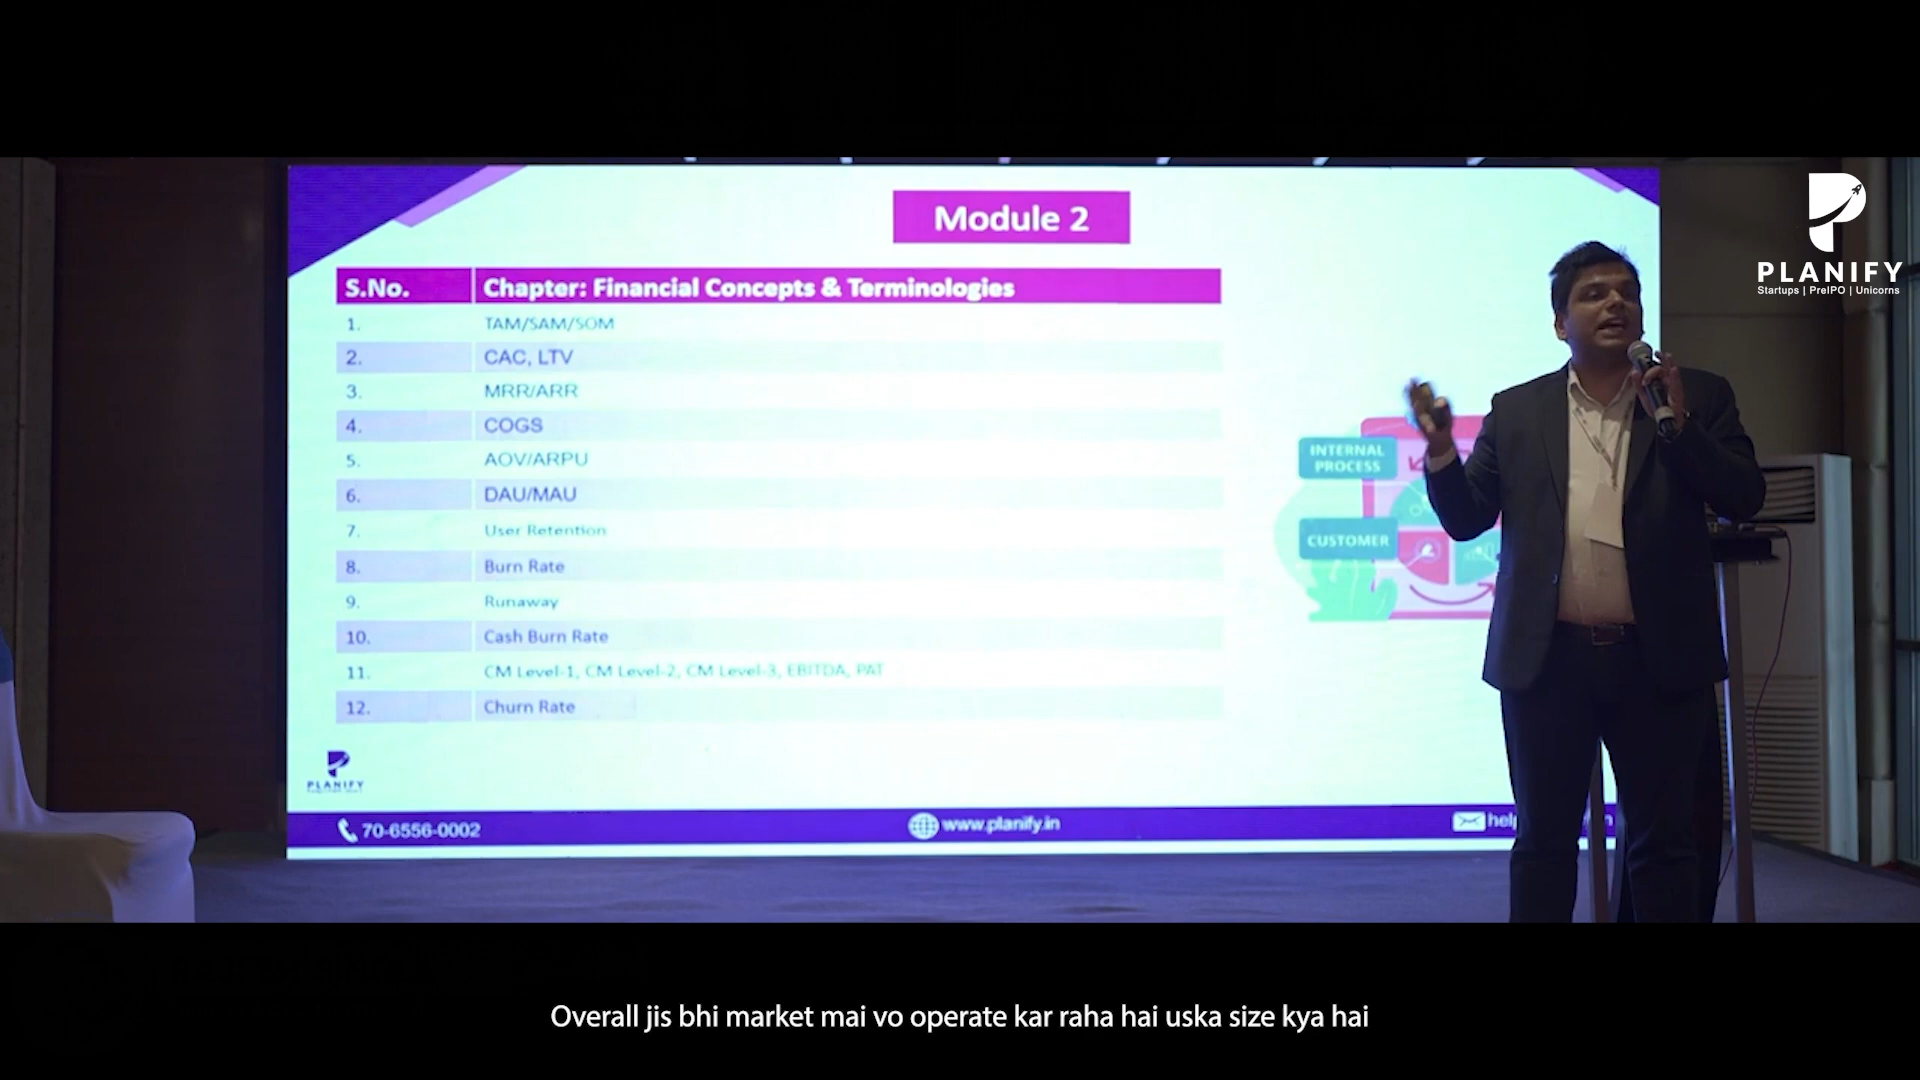 Module 2
PLANIFY
Startups | PreIPO | Unicorns
S.No. Chapter: Financial Concepts & Terminologies
1. TAM/SAM/SOM
2. CAC, LTV
3. MRR/ARR
4. COGS
5. AOV/ARPU
6. DAU/MAU
7. User Retention
8. Burn Rate
9. Runaway
10. Cash Burn Rate
11. CM Level-1, CM Level-2, CM Level-3, EBITDA, PAT
12. Churn Rate
INTERNAL
PROCESS
CUSTOMER
PLANIFY
70-6556-0002 www.planify.in
Overall jis bhi market mai vo operate kar raha hai uska size kya hai